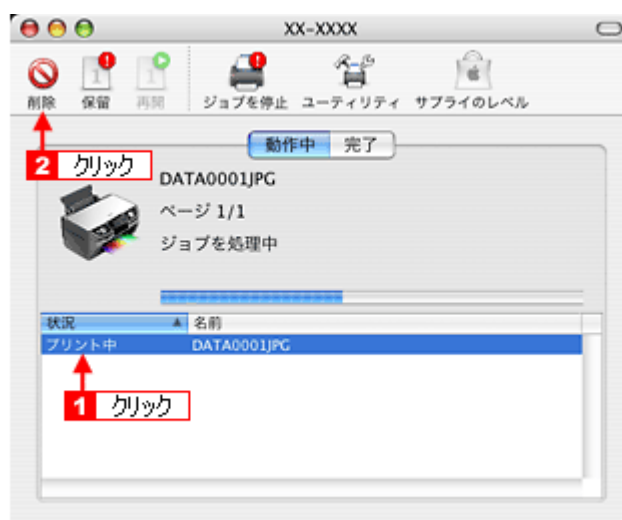 XX-XXXX
削除 保留 再開 ジョブを停止 ユーティリティ サプライのレベル
動作中 完了
2 クリック
DATA0001JPG
ページ 1/1
ジョブを処理中
状況 名前
プリント中 DATA0001JPG
1 クリック